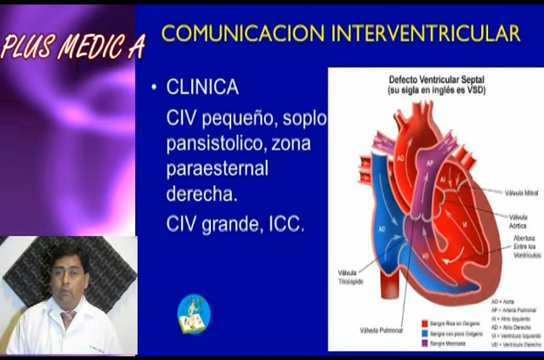 PLUS MEDIC A
COMUNICACION INTERVENTRICULAR
• CLINICA
CIV pequeño, soplo
pansistolico, zona
paraesternal
derecha.
CIV grande, ICC.
Defecto Ventricular Septal
(su sigla en inglés es VSD)
AO
AP
AI
AD
VI
VD
Válvula Mitral
Válvula
Aórtica
Abertura
Entre los
Ventrículos
Válvula
Tricúspide
Válvula Pulmonar
Sangre Rica en Oxígeno
Sangre con poco Oxígeno
Sangre Mezclada
AO = Aorta
AP = Arteria Pulmonar
AI = Atrio Izquierdo
AD = Atrio Derecho
VI = Ventrículo Izquierdo
VD = Ventrículo Derecho